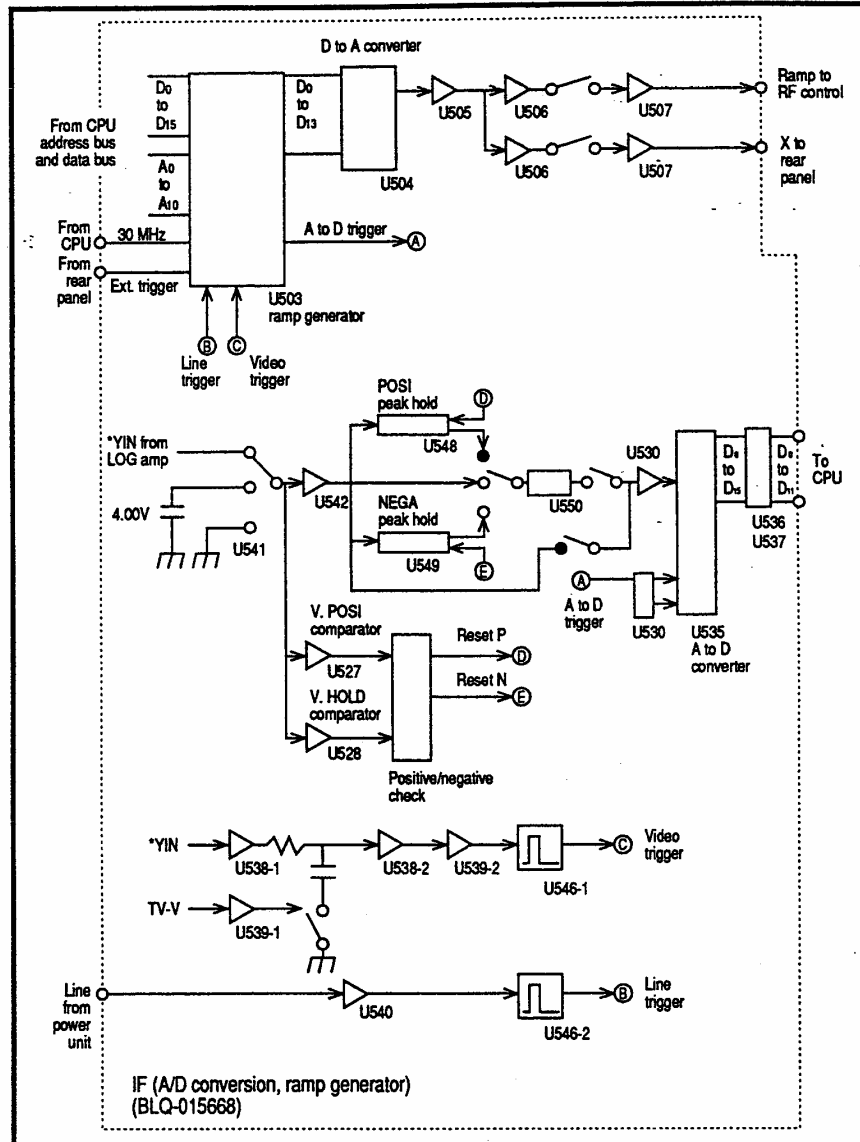 D to A converter
D0
to
D15
D0
to
D13
From CPU
address bus
and data bus
A0
to
A10
U504
U505
U506
U507
Ramp to
RF control
U506
U507
X to
rear
panel
From
CPU
30 MHz
A to D trigger
A
From
rear
panel
Ext. trigger
U503
ramp generator
B
C
Line
trigger
Video
trigger
POSI
peak hold
D
U548
*YIN from
LOG amp
4.00V
U541
U542
NEGA
peak hold
U549
E
U550
U530
D
to
D15
D
to
D11
To
CPU
U536
U537
A
A to D
trigger
U530
U535
A to D
converter
V. POSI
comparator
U527
Reset P
D
Reset N
E
V. HOLD
comparator
U528
Positive/negative
check
*YIN
U538-1
U538-2
U539-2
U546-1
C
Video
trigger
TV-V
U539-1
Line
from
power
unit
U540
U546-2
B
Line
trigger
IF (A/D conversion, ramp generator)
(BLQ-015668)